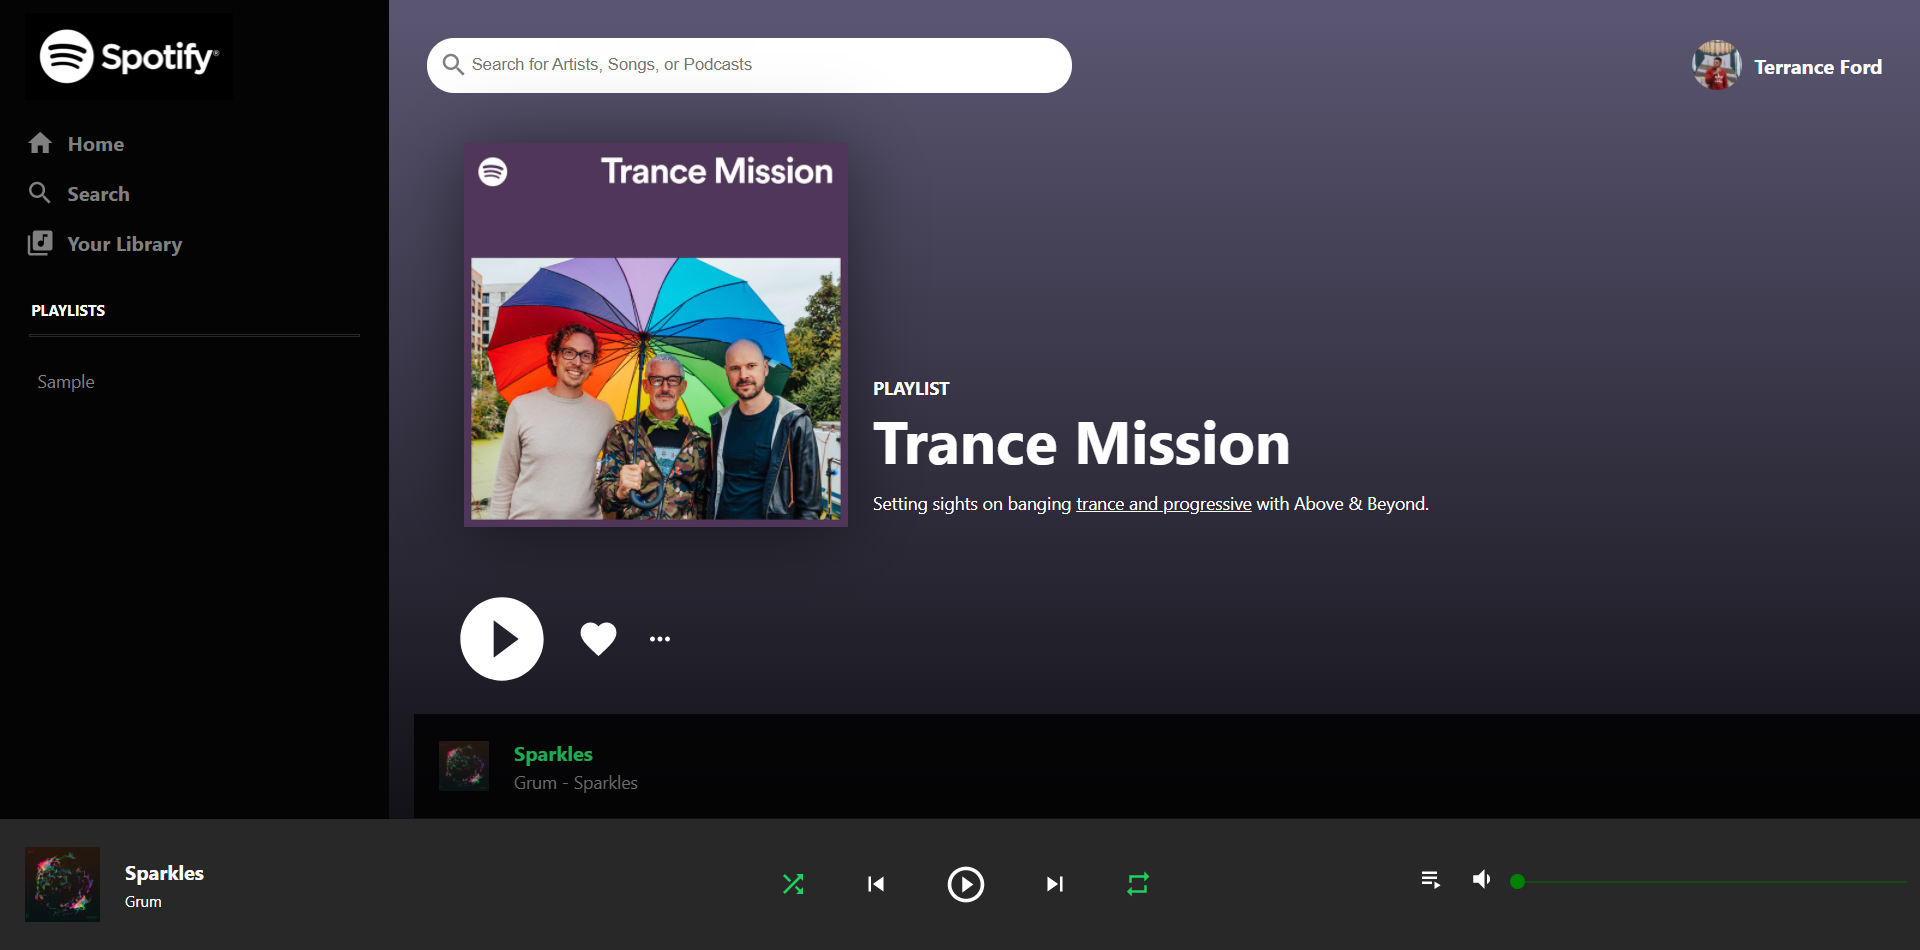 Spotify®
Home
Search
Your Library
PLAYLISTS
Sample
Search for Artists, Songs, or Podcasts
Terrance Ford
Trance Mission
PLAYLIST
Trance Mission
Setting sights on banging trance and progressive with Above & Beyond.
Sparkles
Grum - Sparkles
Sparkles
Grum